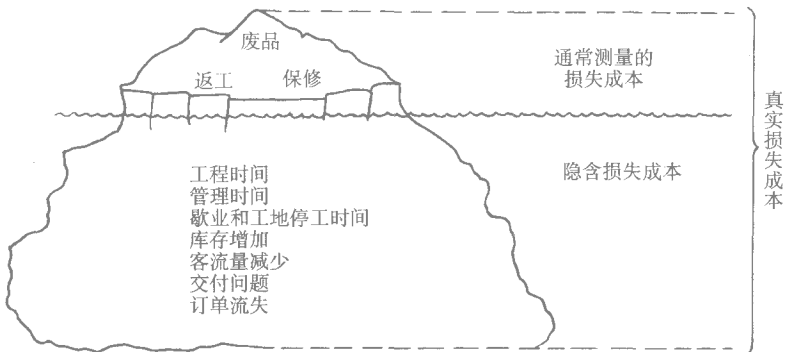 废品
返工
保修
通常测量的
损失成本
真实损失成本
工程时间
管理时间
歇业和工地停工时间
库存增加
客流量减少
交付问题
订单流失
隐含损失成本